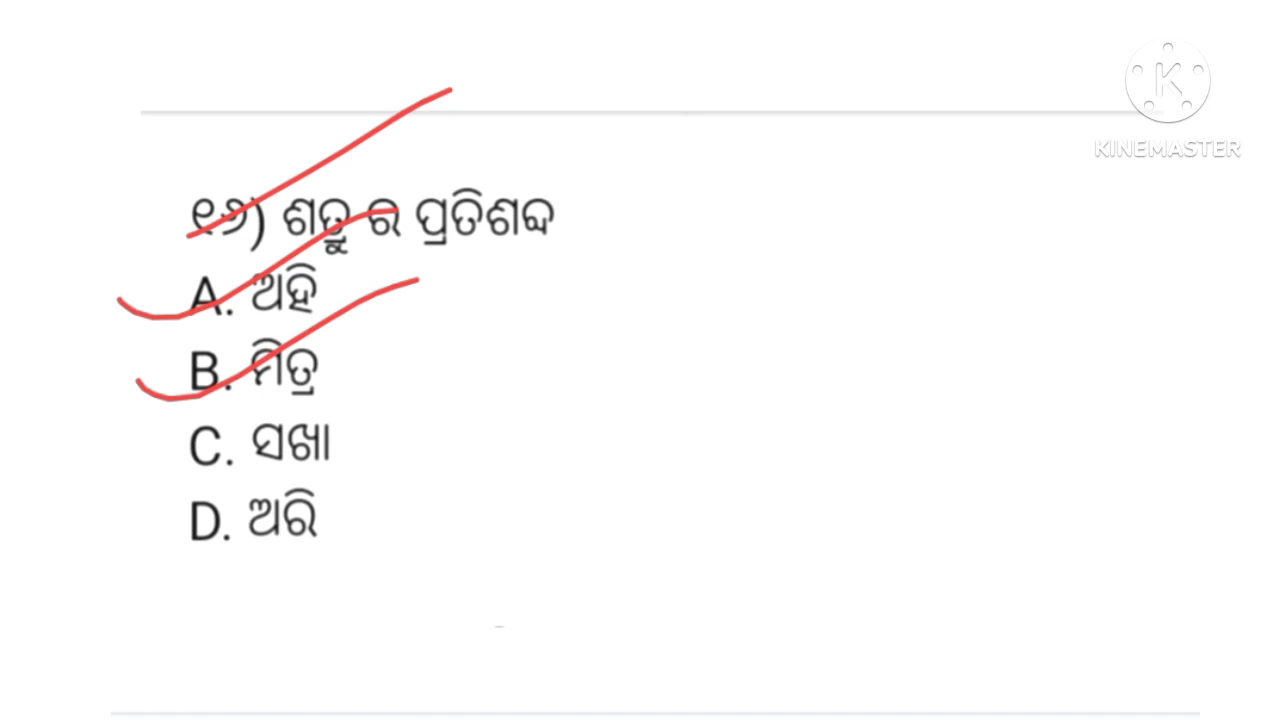 KINEMASTER
୧୬) ଶତ୍ରୁ ର ପ୍ରତିଶବ୍ଦ
A. ଅହି
B. ମିତ୍ର
C. ସଖା
D. ଅରି